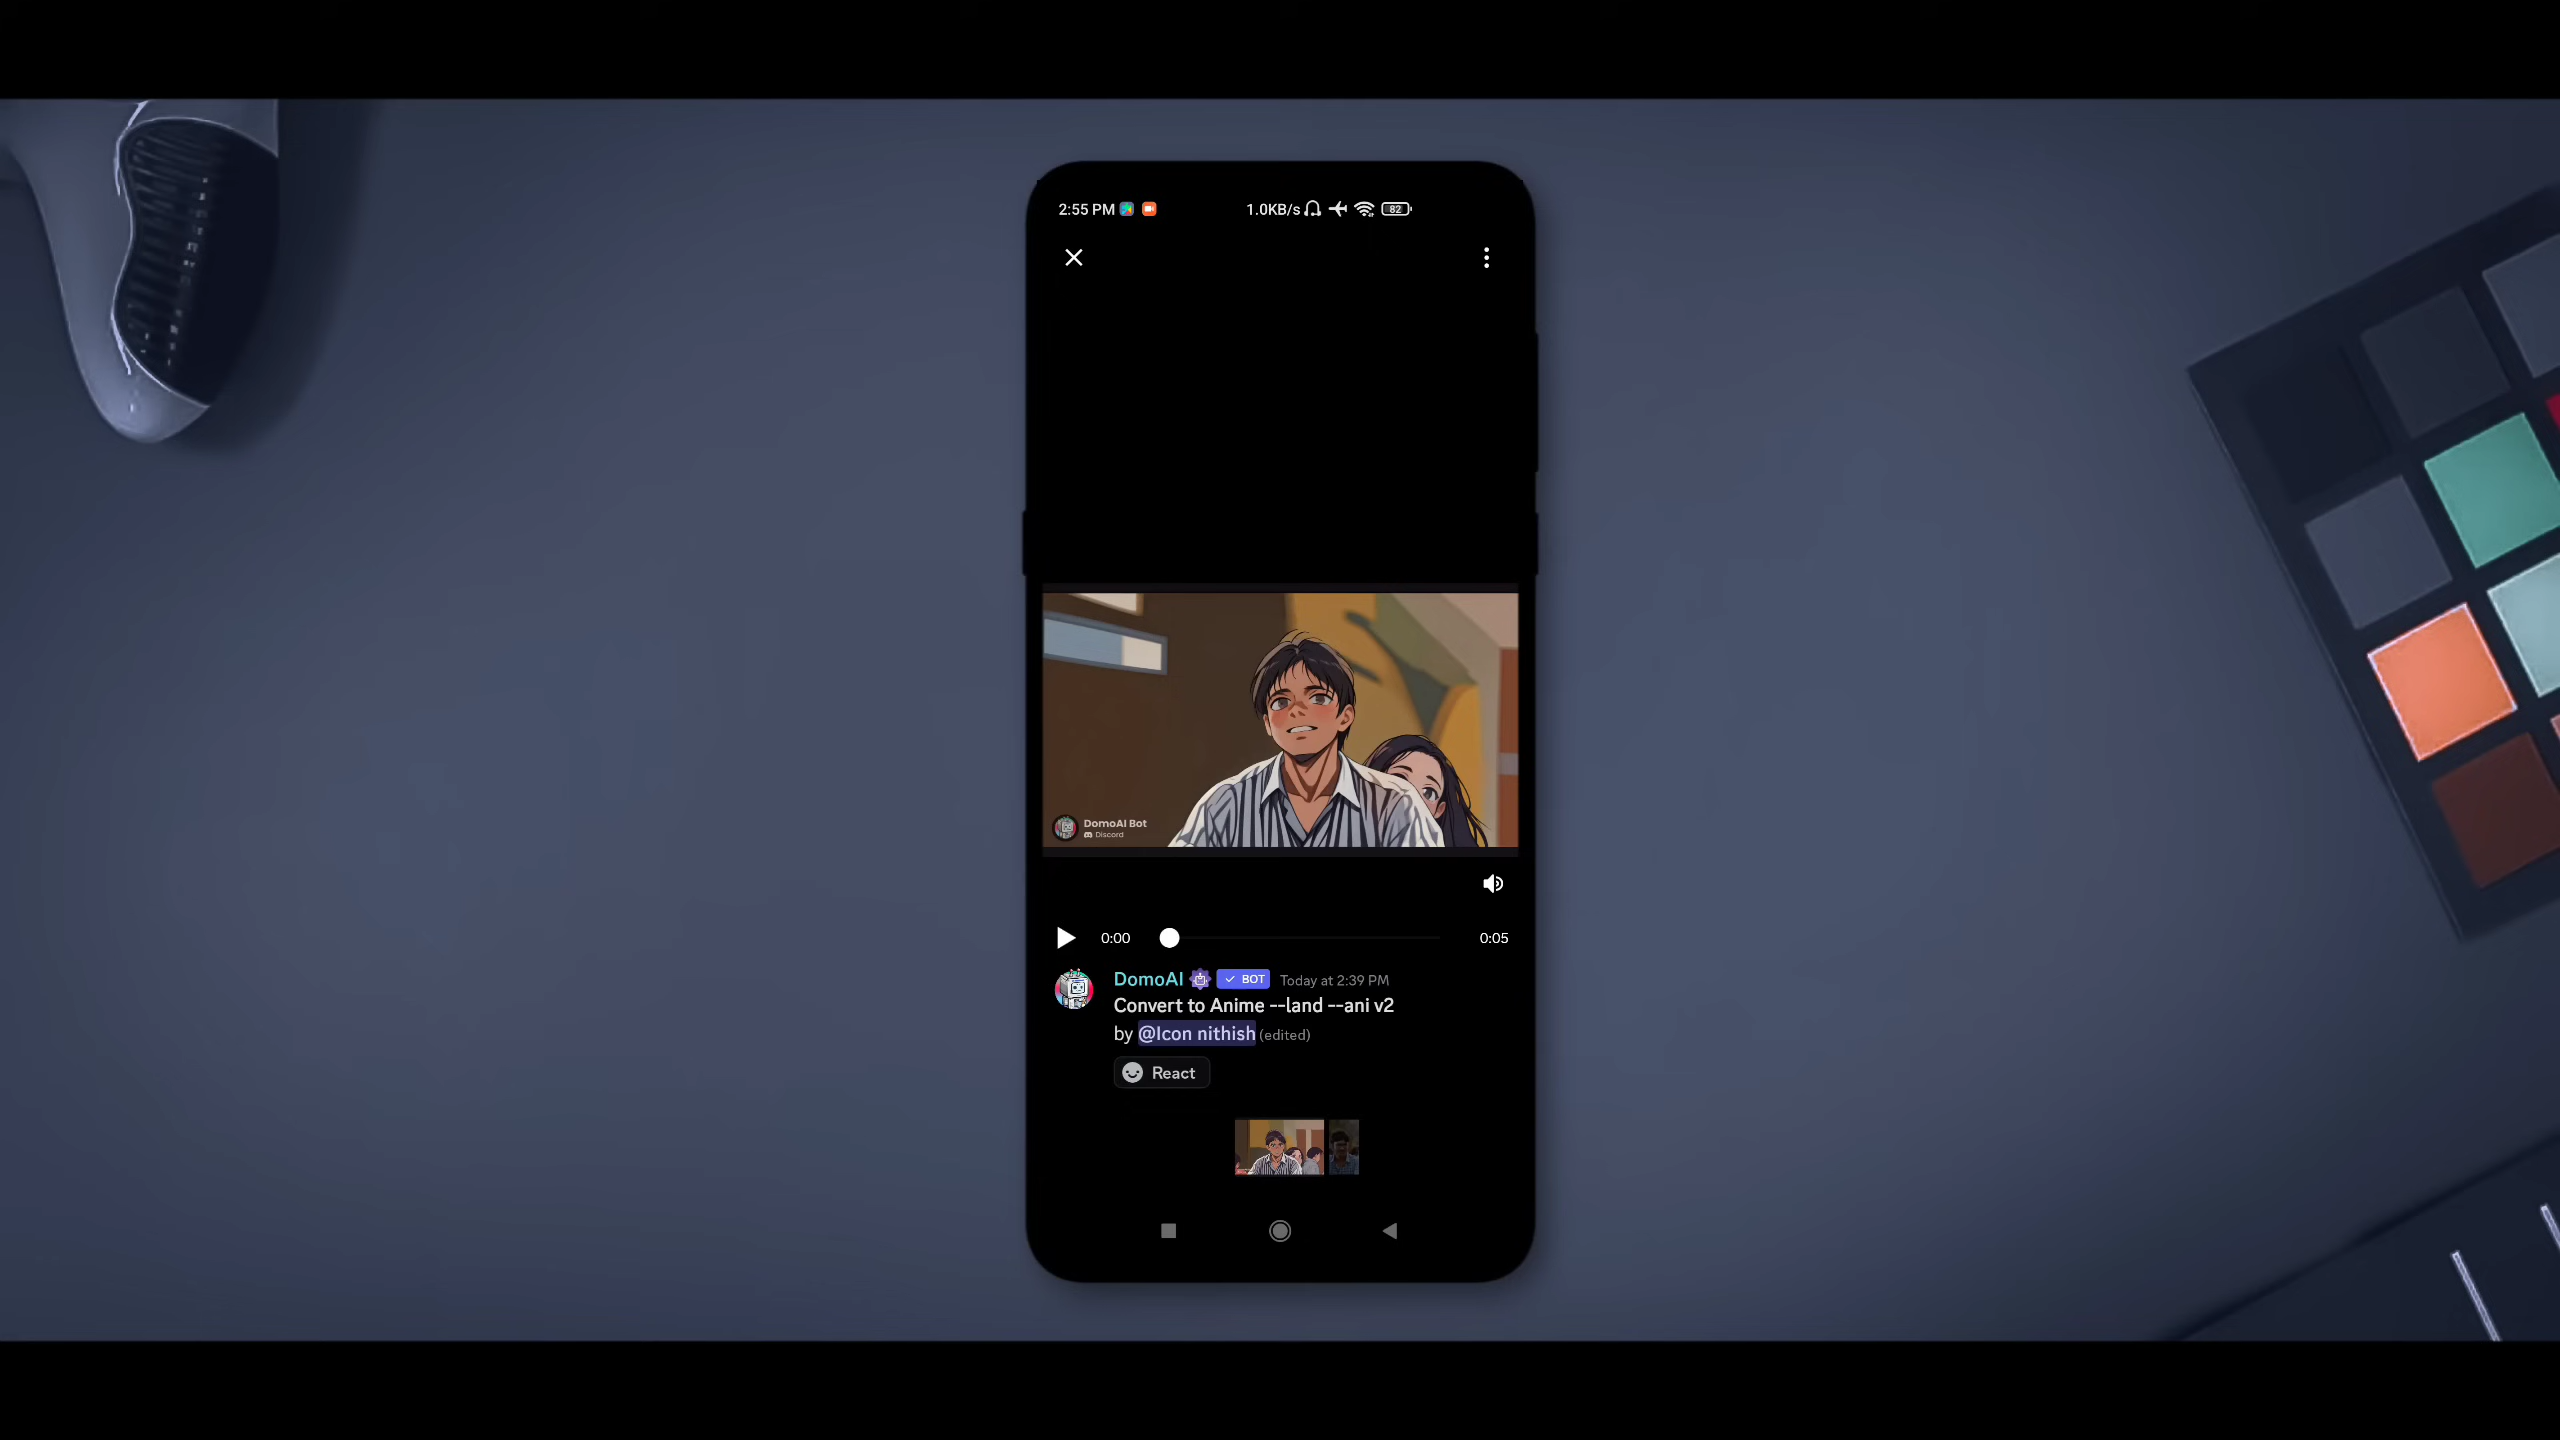 2:55 PM 1.0KB/s 82
DomoAI Bot
Discord
0:00 0:05
DomoAI BOT Today at 2:39 PM
Convert to Anime --land --ani v2
by @Icon nithish (edited)
React